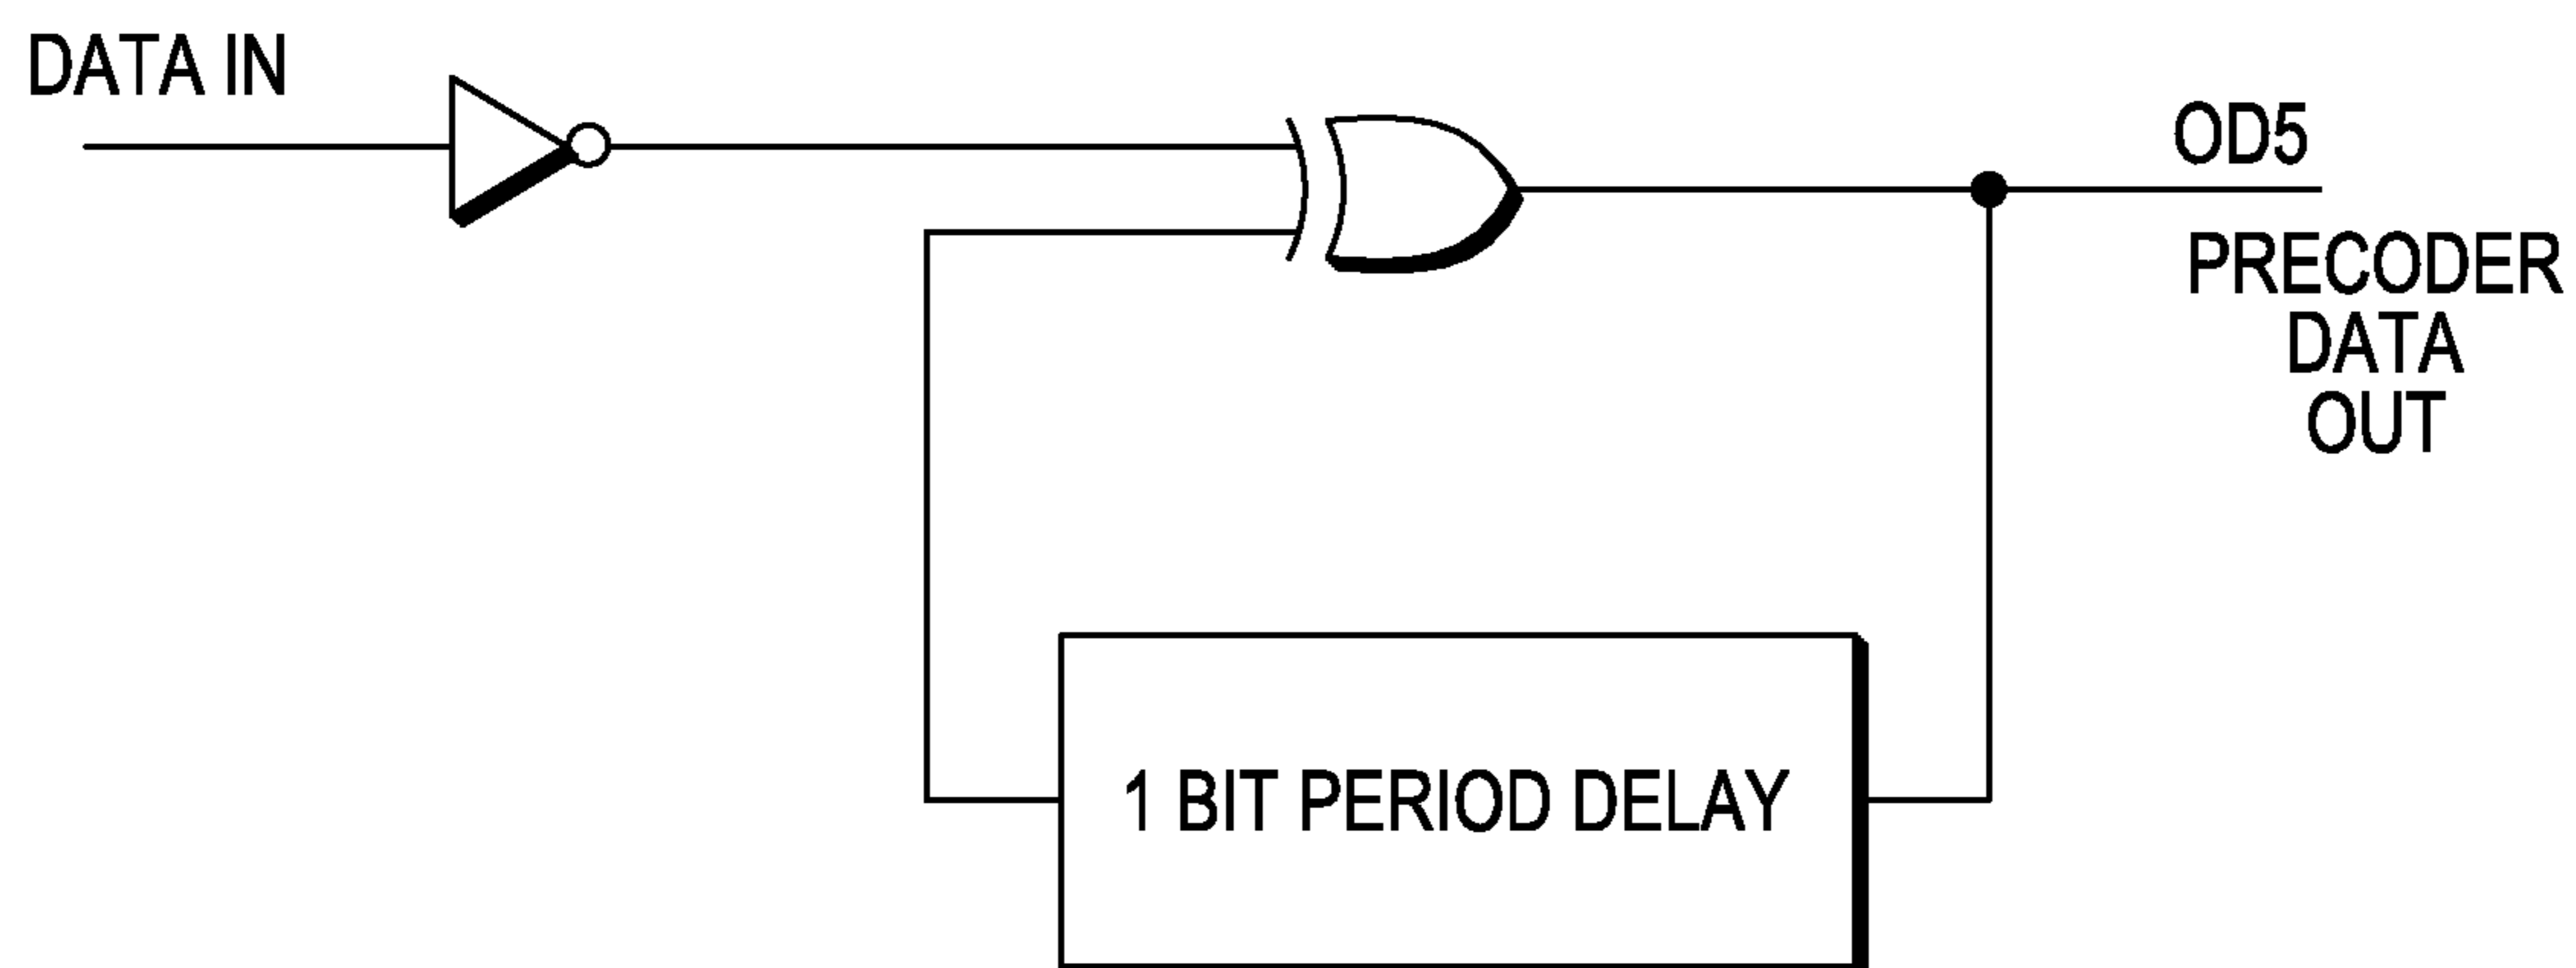 DATA IN
OD5
PRECODER
DATA
OUT
1 BIT PERIOD DELAY